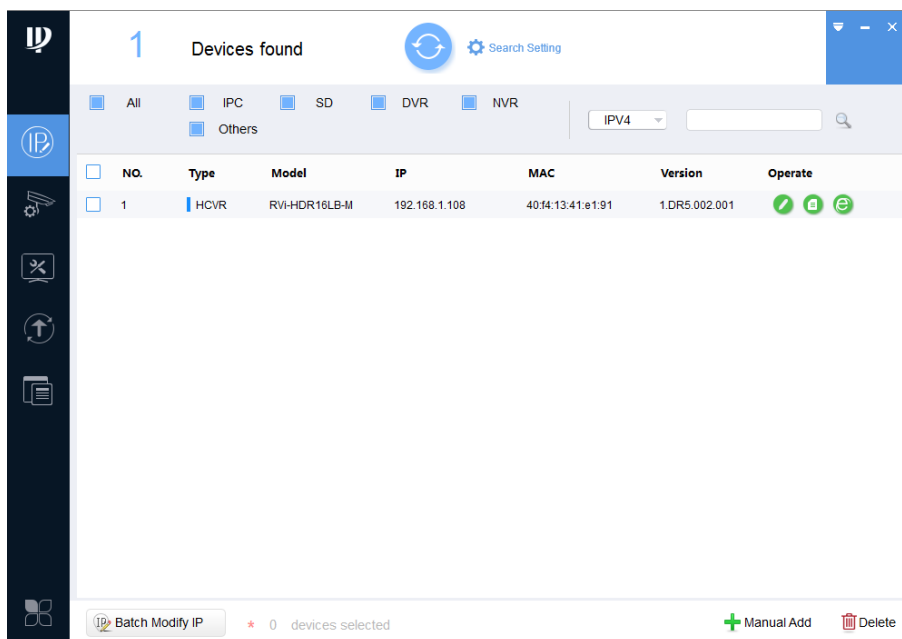 1 Devices found Search Setting
All IPC SD DVR NVR
Others
IPV4
NO. Type Model IP MAC Version Operate
1 HCVR RVi-HDR16LB-M 192.168.1.108 40:f4:13:41:e1:91 1.DR5.002.001
Batch Modify IP * 0 devices selected Manual Add Delete